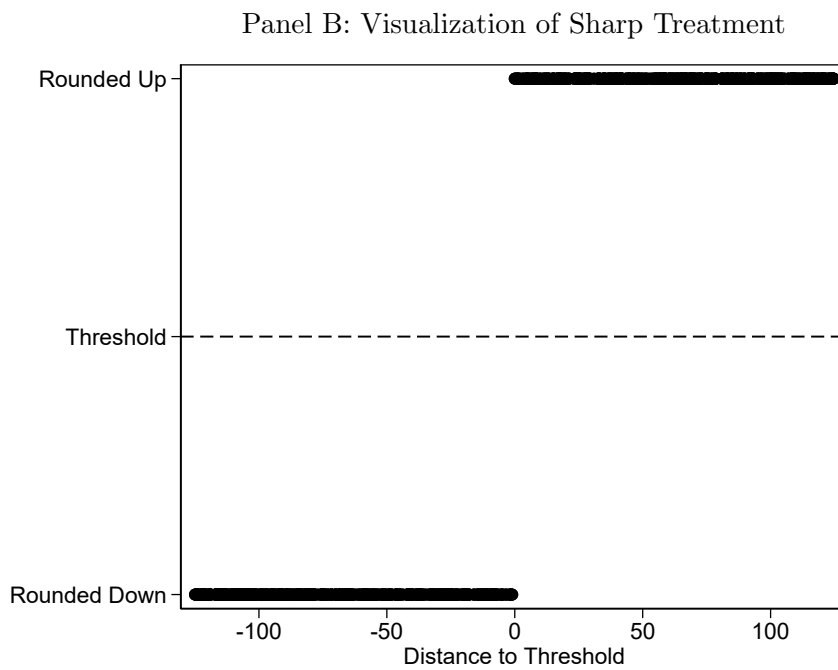 Panel B: Visualization of Sharp Treatment
Rounded Up
Threshold
Rounded Down
-100 -50 0 50 100
Distance to Threshold